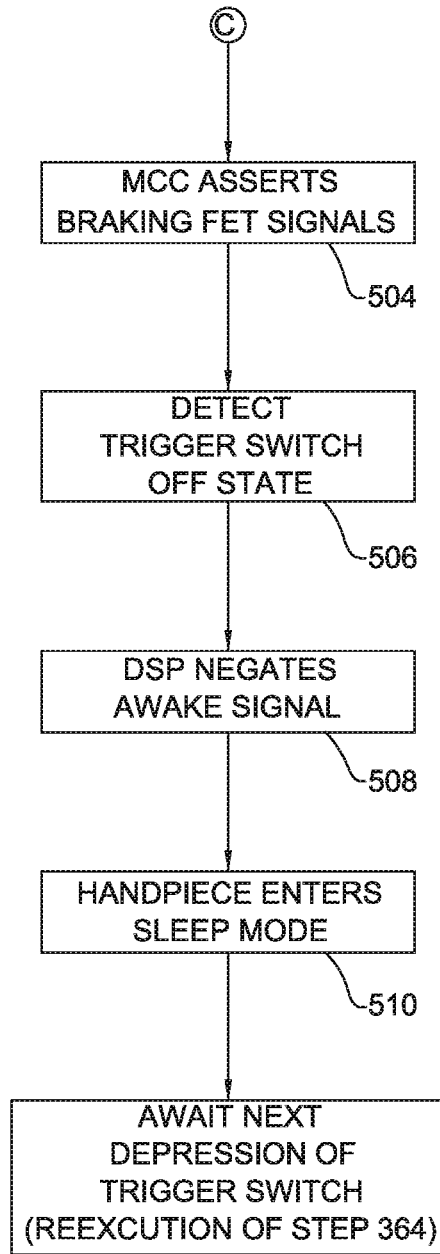 C
MCC ASSERTS
BRAKING FET SIGNALS
504
DETECT
TRIGGER SWITCH
OFF STATE
506
DSP NEGATES
AWAKE SIGNAL
508
HANDPIECE ENTERS
SLEEP MODE
510
AWAIT NEXT
DEPRESSION OF
TRIGGER SWITCH
(REEXCUTION OF STEP 364)